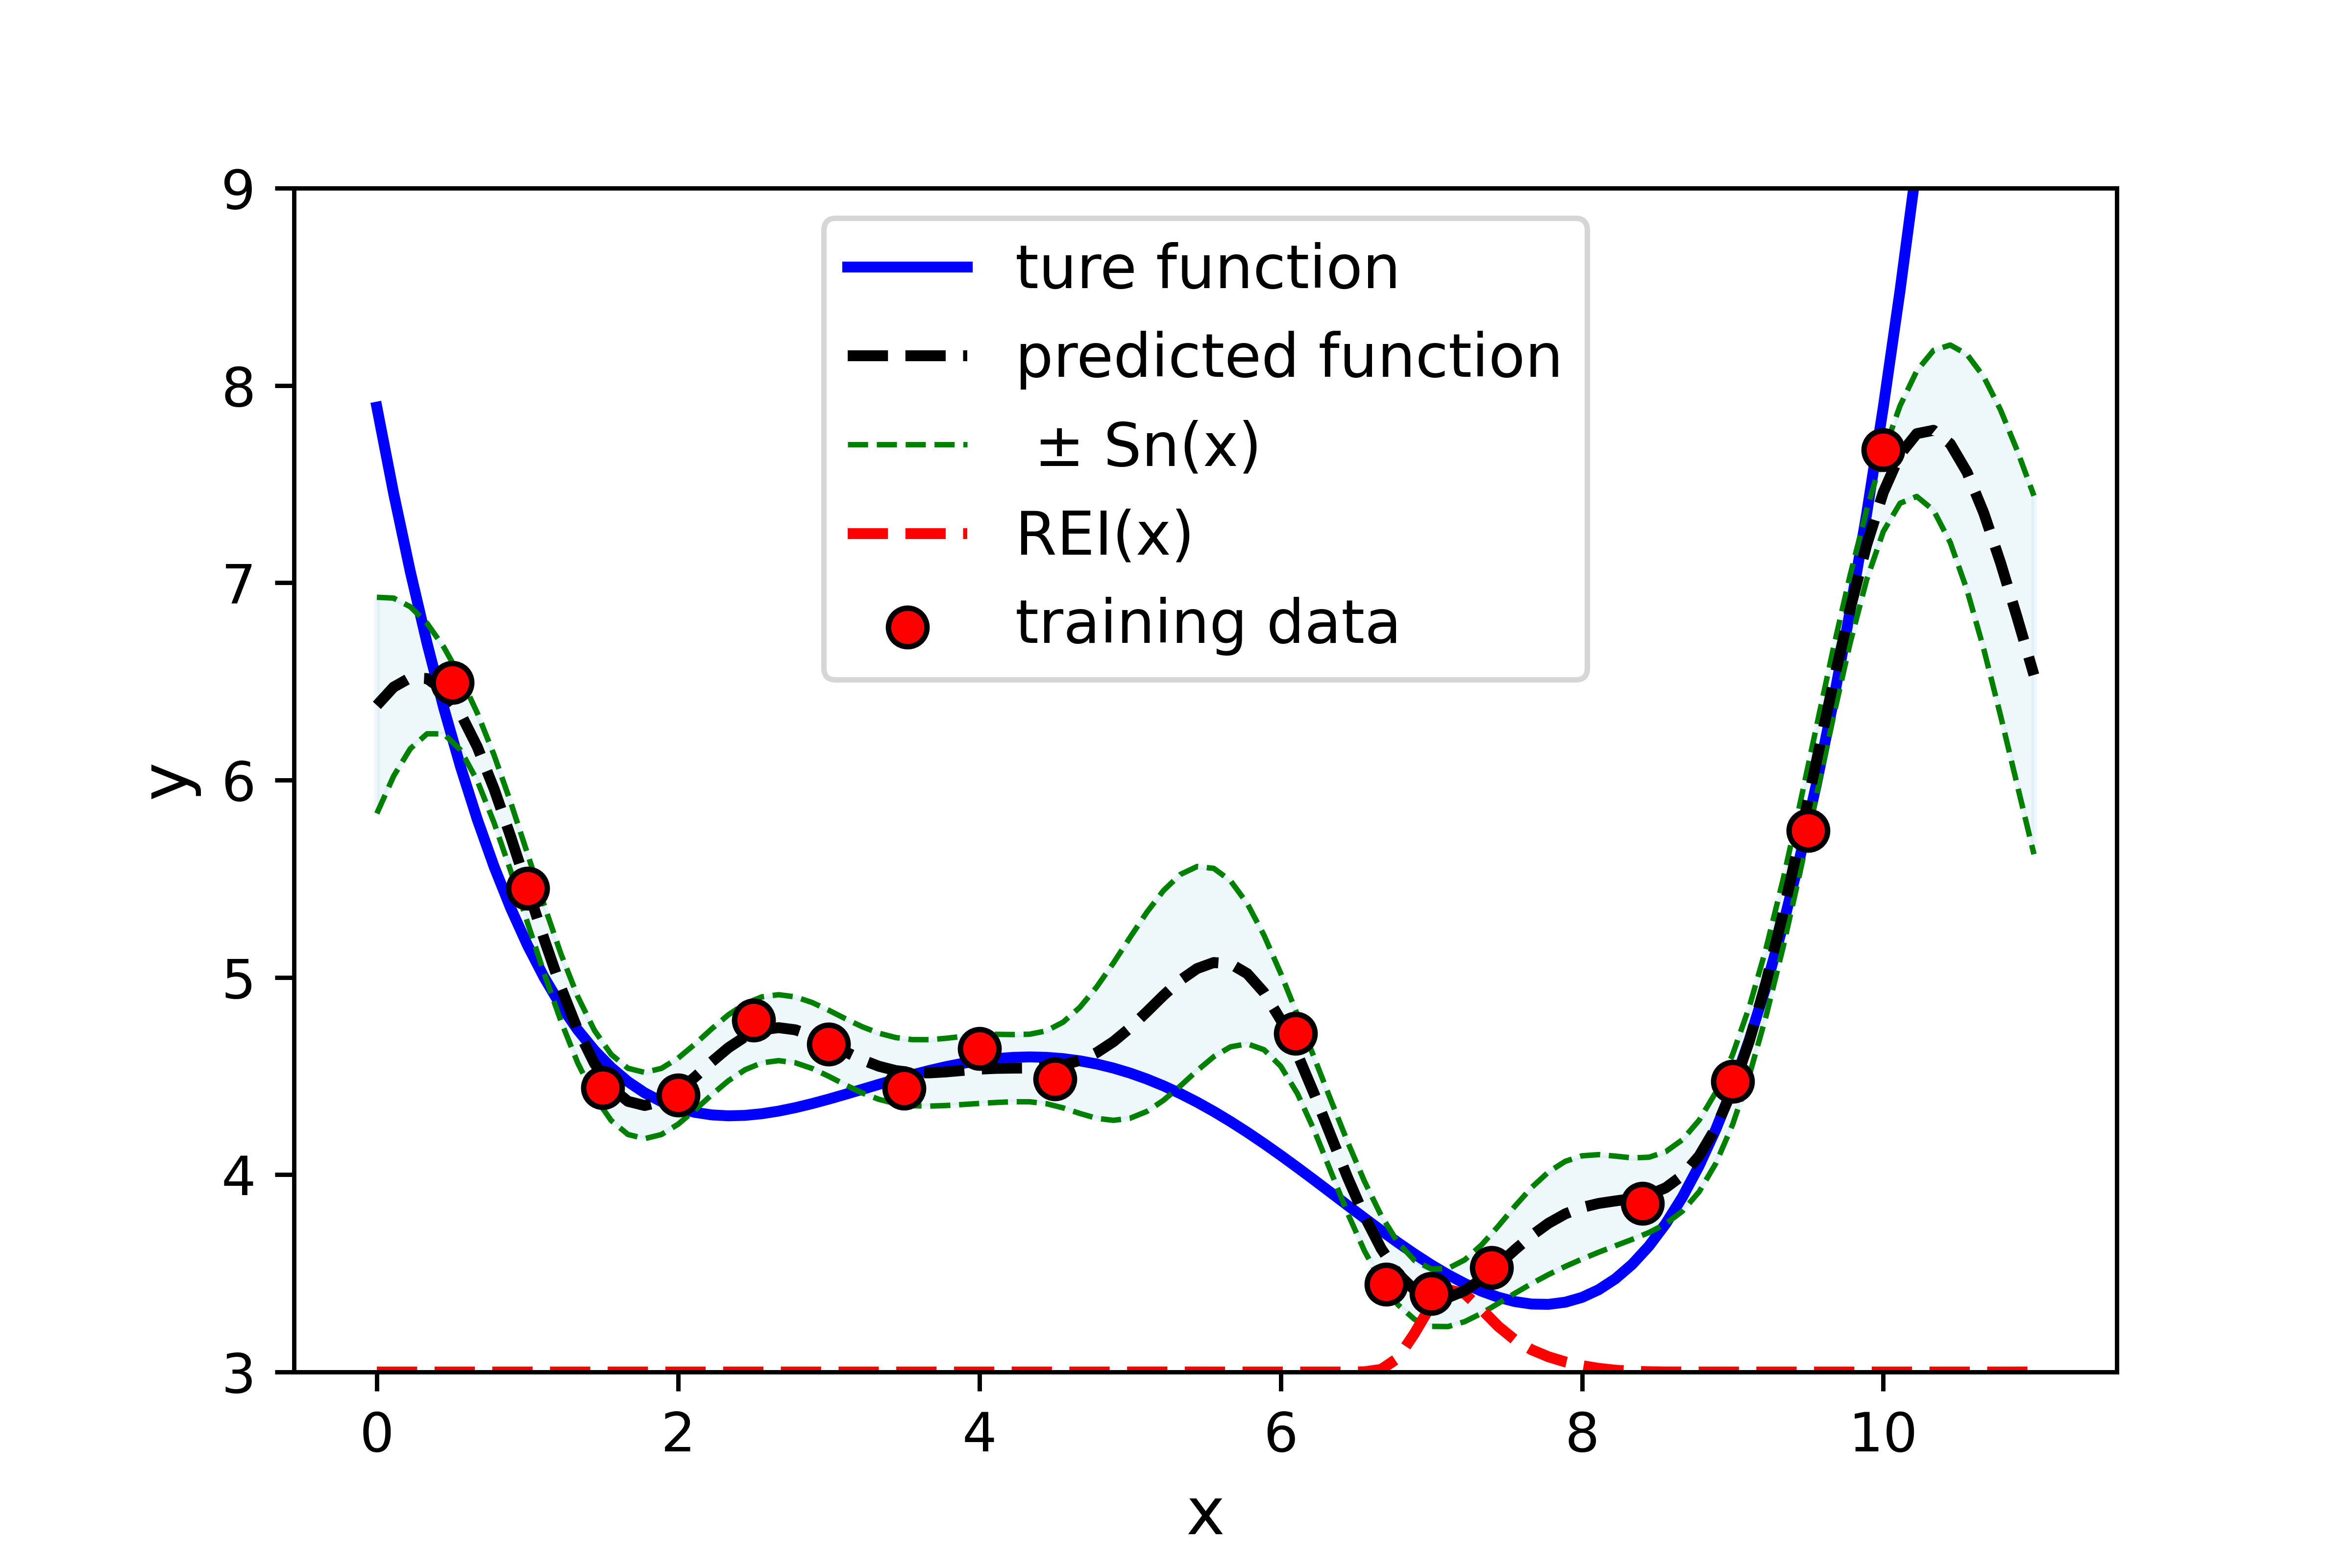 9
8
7
6
5
4
3
y
ture function
predicted function
± Sn(x)
REI(x)
training data
0 2 4 6 8 10
x